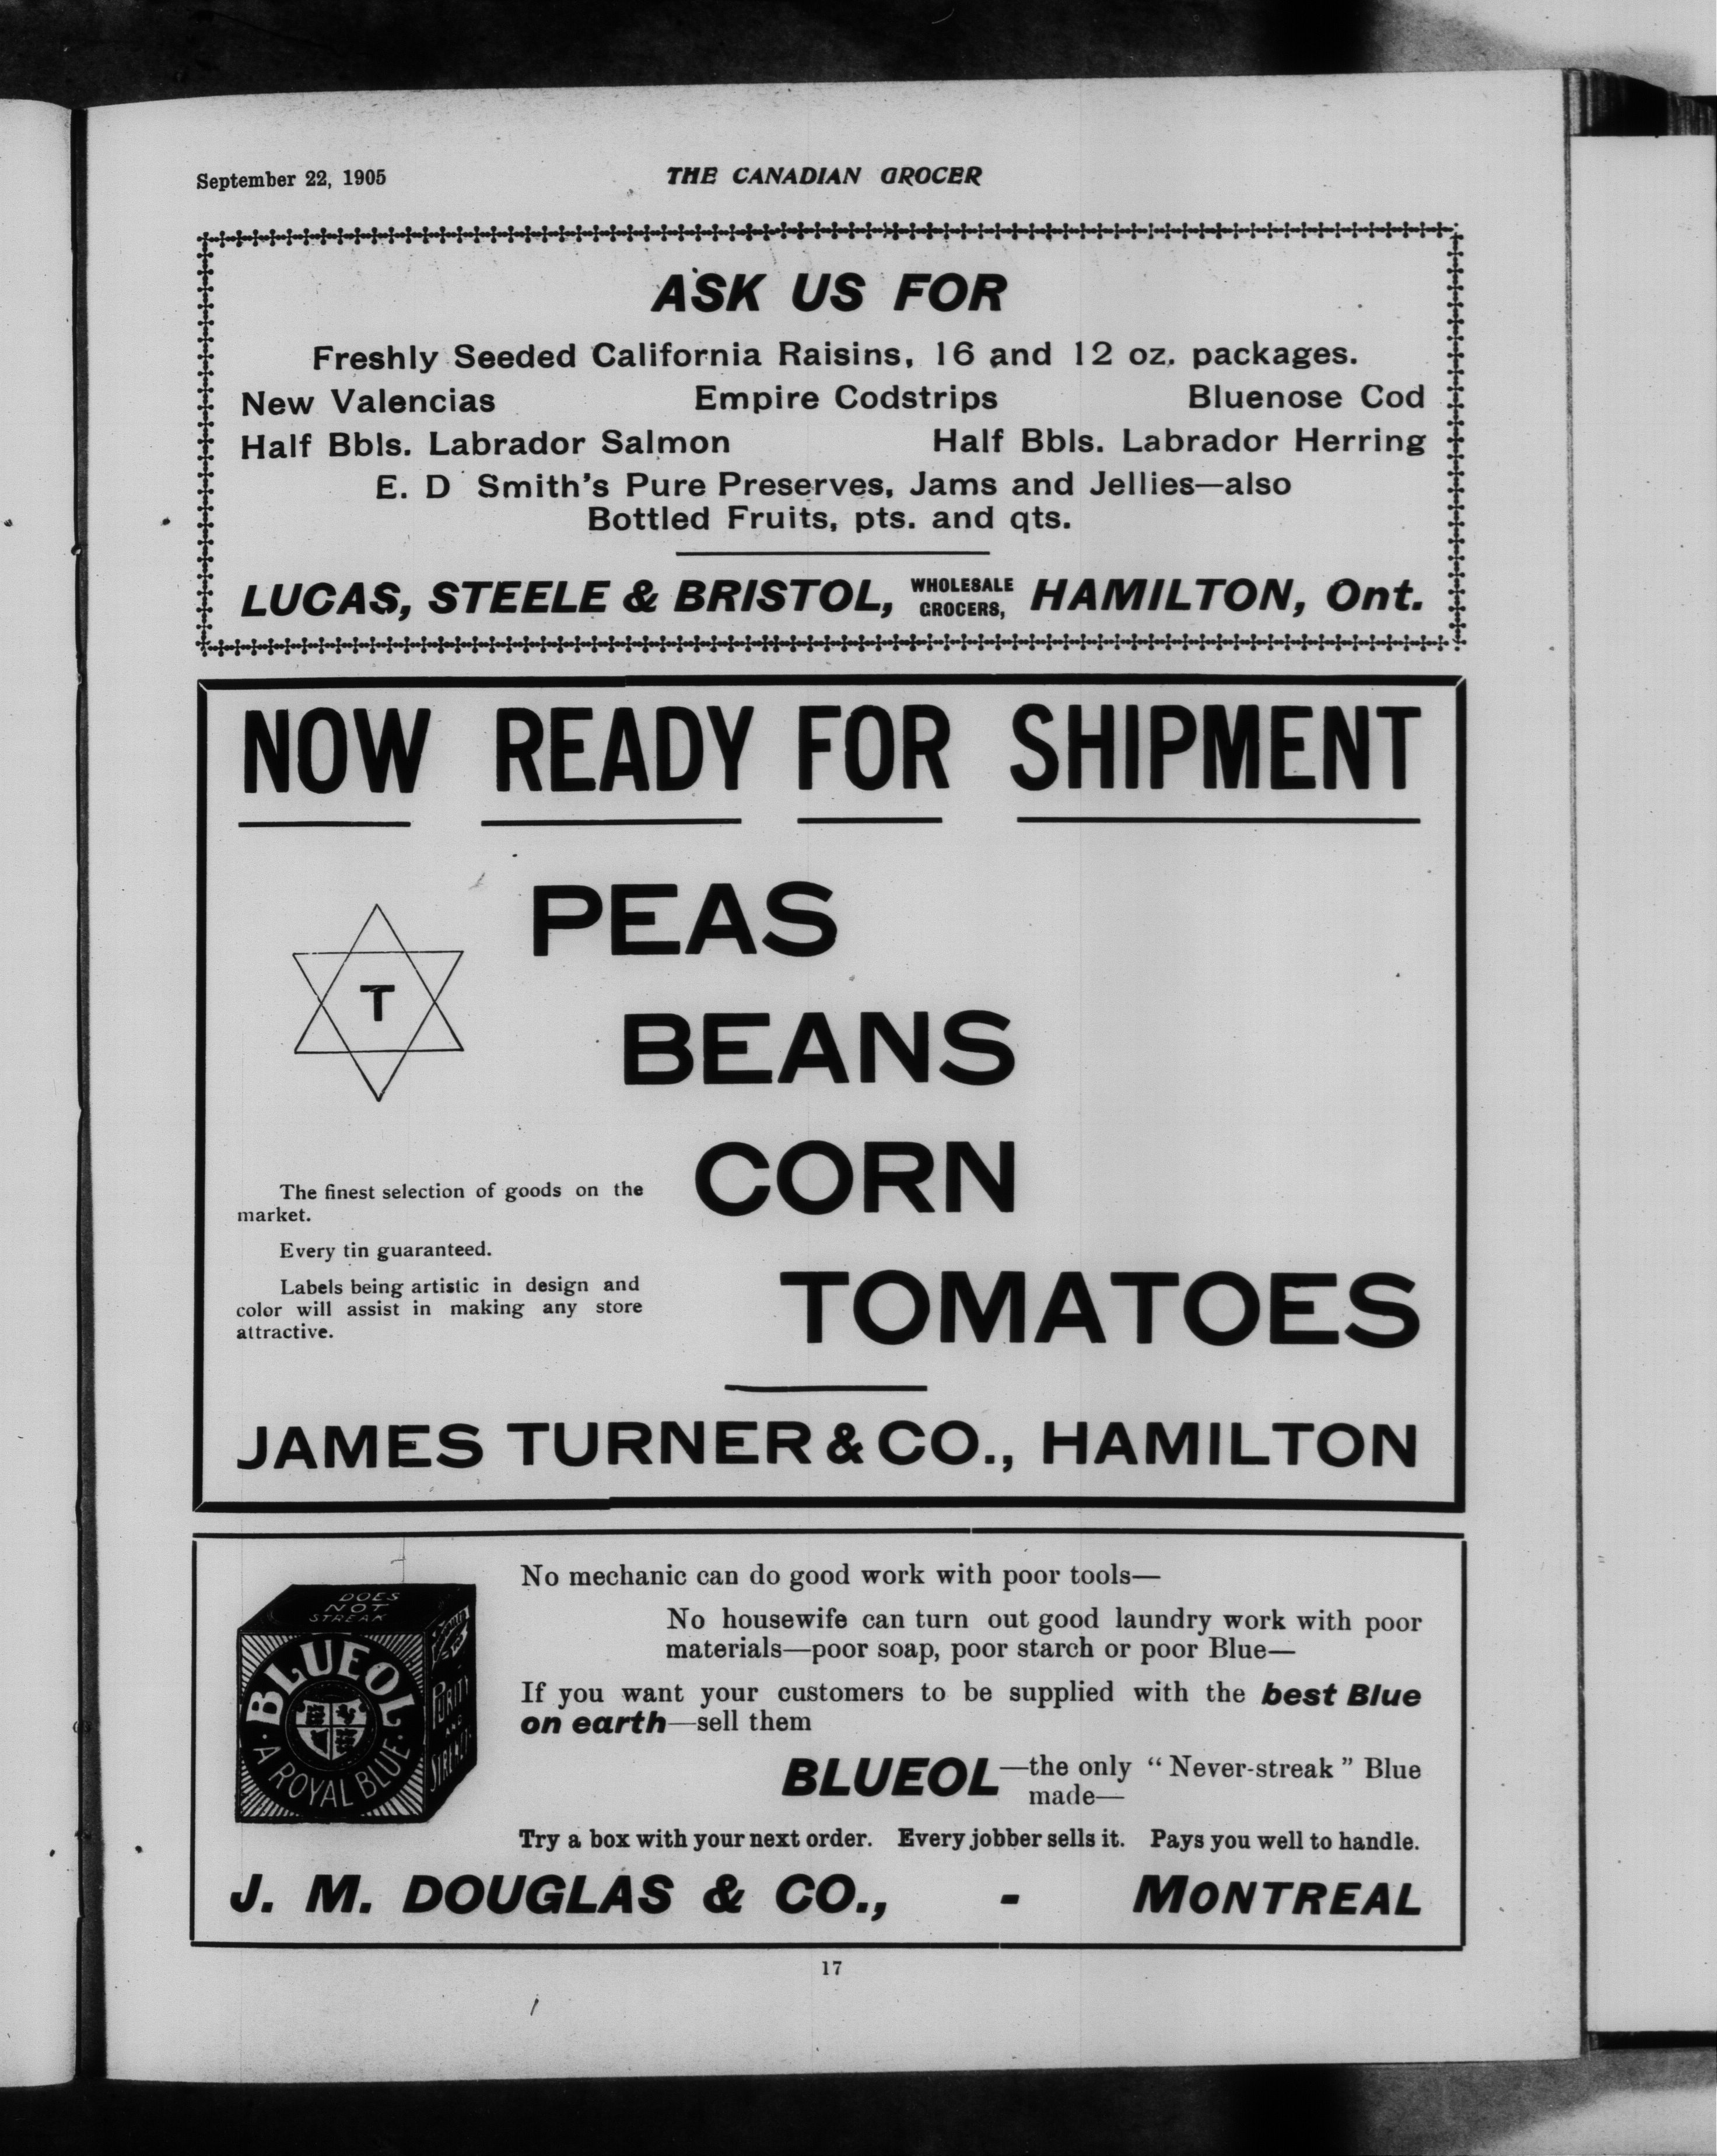 September 22, 1905
THE CANADIAN GROCER
ASK US FOR
Freshly Seeded California Raisins, 16 and 12 oz. packages.
New Valencias Empire Codstrips Bluenose Cod
Half Bbls. Labrador Salmon Half Bbls. Labrador Herring
E. D Smith's Pure Preserves, Jams and Jellies—also
Bottled Fruits, pts. and qts.
LUCAS, STEELE & BRISTOL, WHOLESALE GROCERS, HAMILTON, Ont.
NOW READY FOR SHIPMENT
T
PEAS
BEANS
CORN
TOMATOES
The finest selection of goods on the
market.
Every tin guaranteed.
Labels being artistic in design and
color will assist in making any store
attractive.
JAMES TURNER & CO., HAMILTON
DOES
NOT
STREAK
BLUEOL
A ROYAL BLUE
PURITY
AND
STRENGTH
No mechanic can do good work with poor tools—
No housewife can turn out good laundry work with poor
materials—poor soap, poor starch or poor Blue—
If you want your customers to be supplied with the best Blue
on earth—sell them
BLUEOL—the only "Never-streak" Blue
made—
Try a box with your next order. Every jobber sells it. Pays you well to handle.
J. M. DOUGLAS & CO., - MONTREAL
17